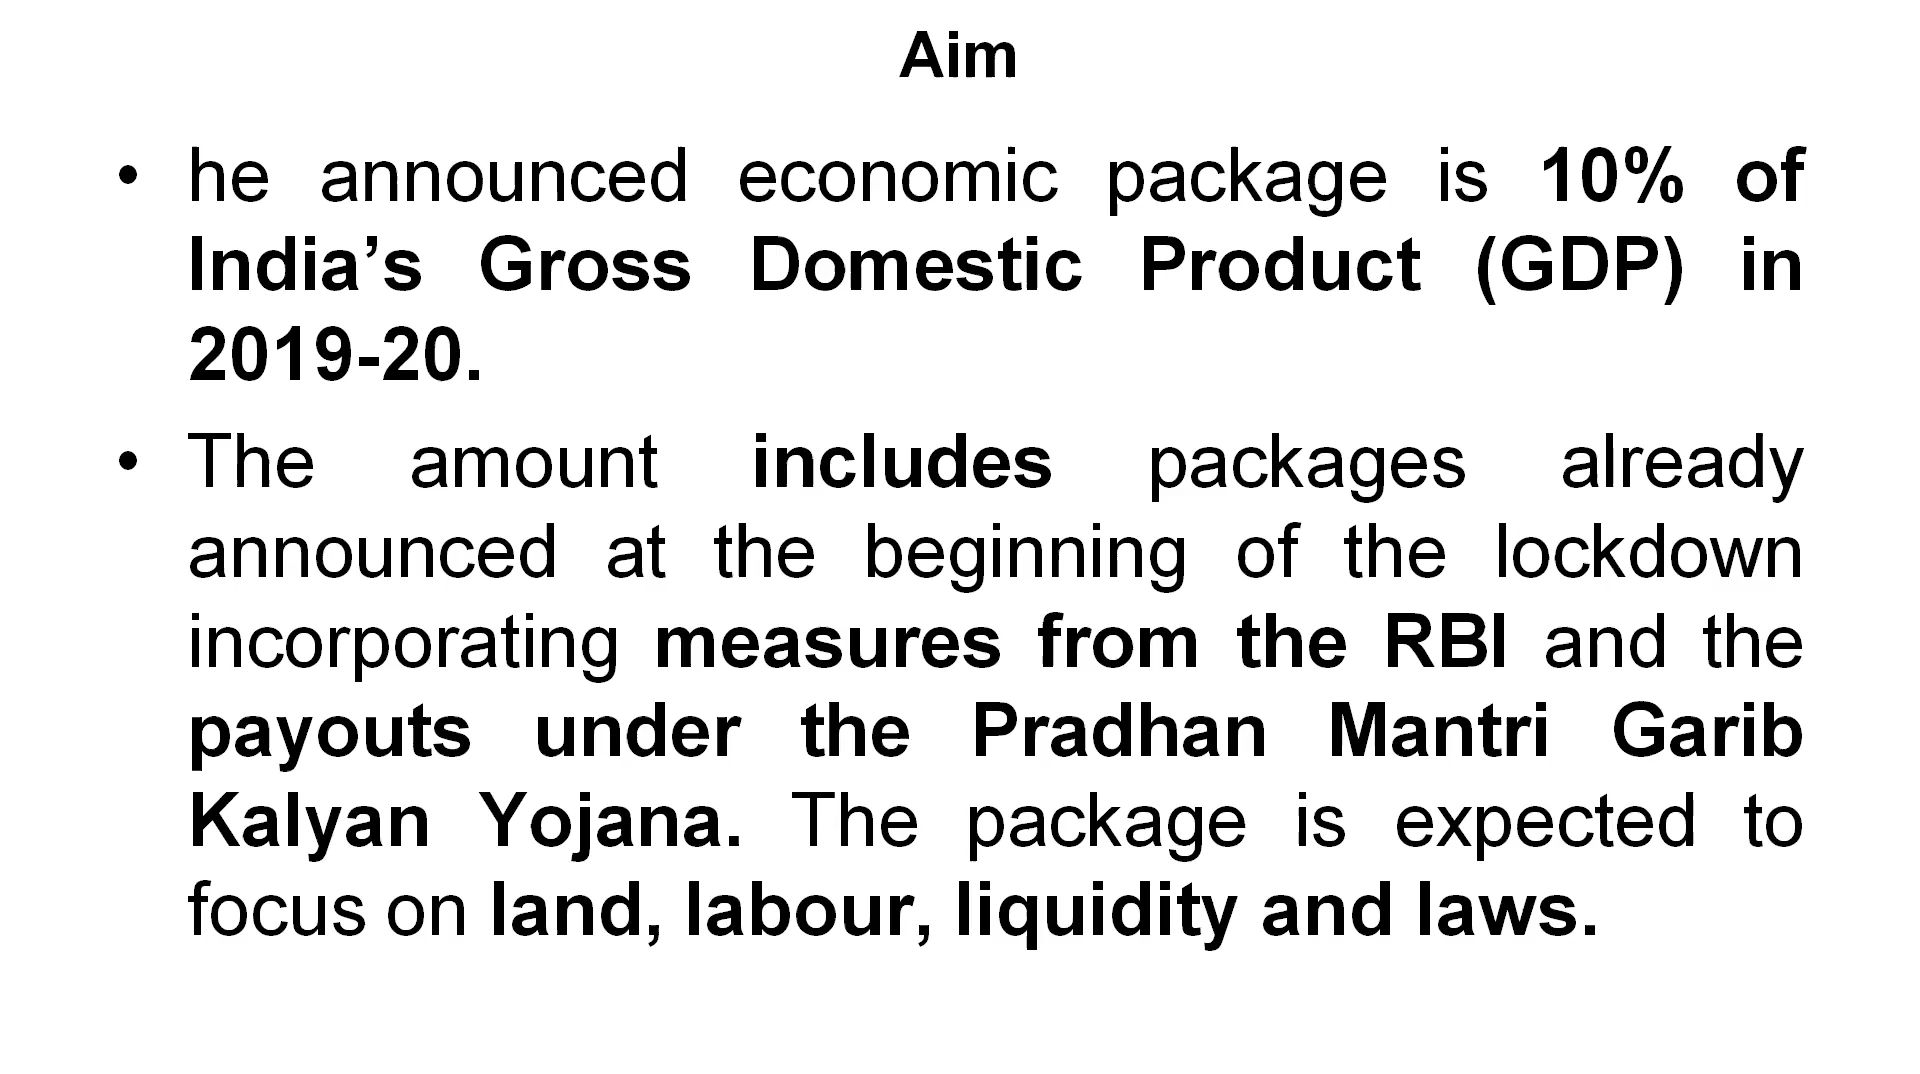 Aim
• he announced economic package is 10% of
India’s Gross Domestic Product (GDP) in
2019-20.
• The amount includes packages already
announced at the beginning of the lockdown
incorporating measures from the RBI and the
payouts under the Pradhan Mantri Garib
Kalyan Yojana. The package is expected to
focus on land, labour, liquidity and laws.